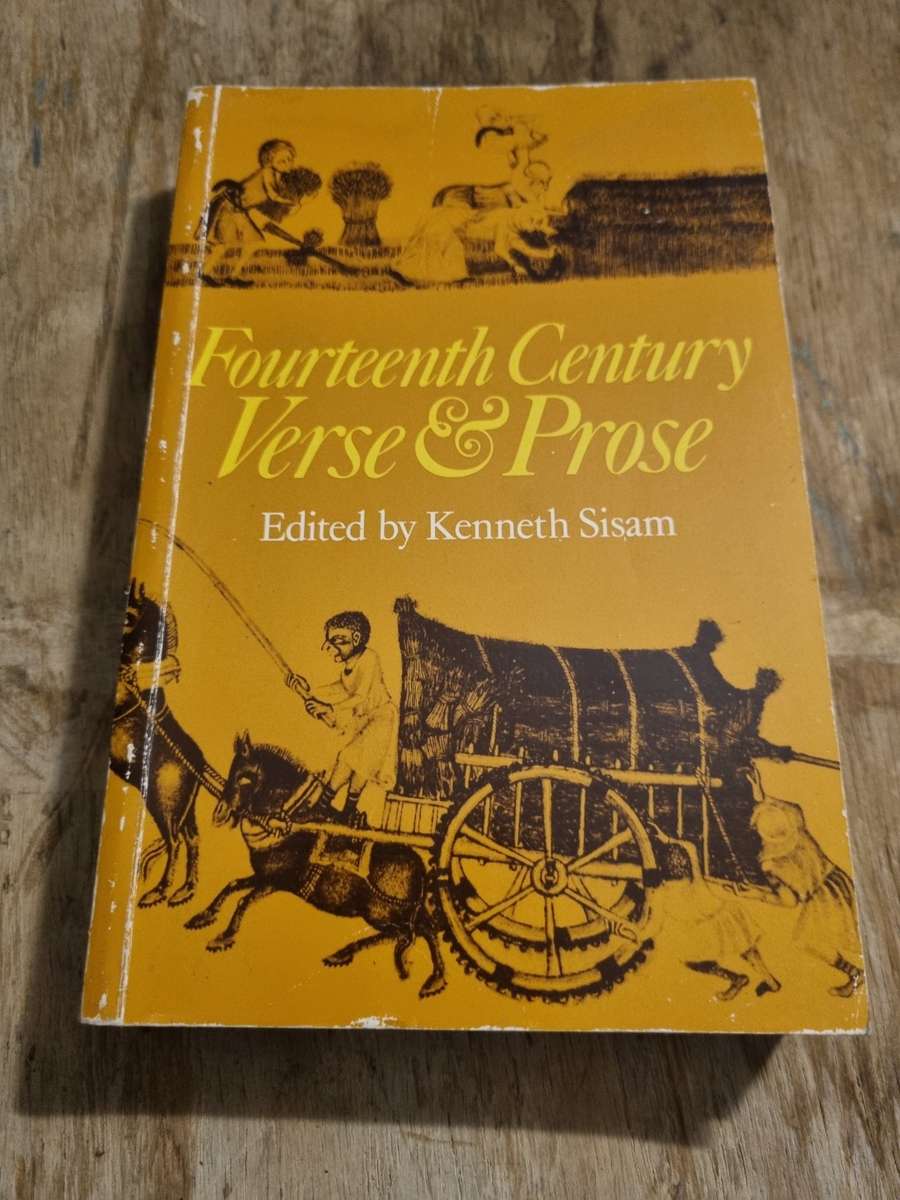 Fourteenth Century
Verse & Prose
Edited by Kenneth Sisam